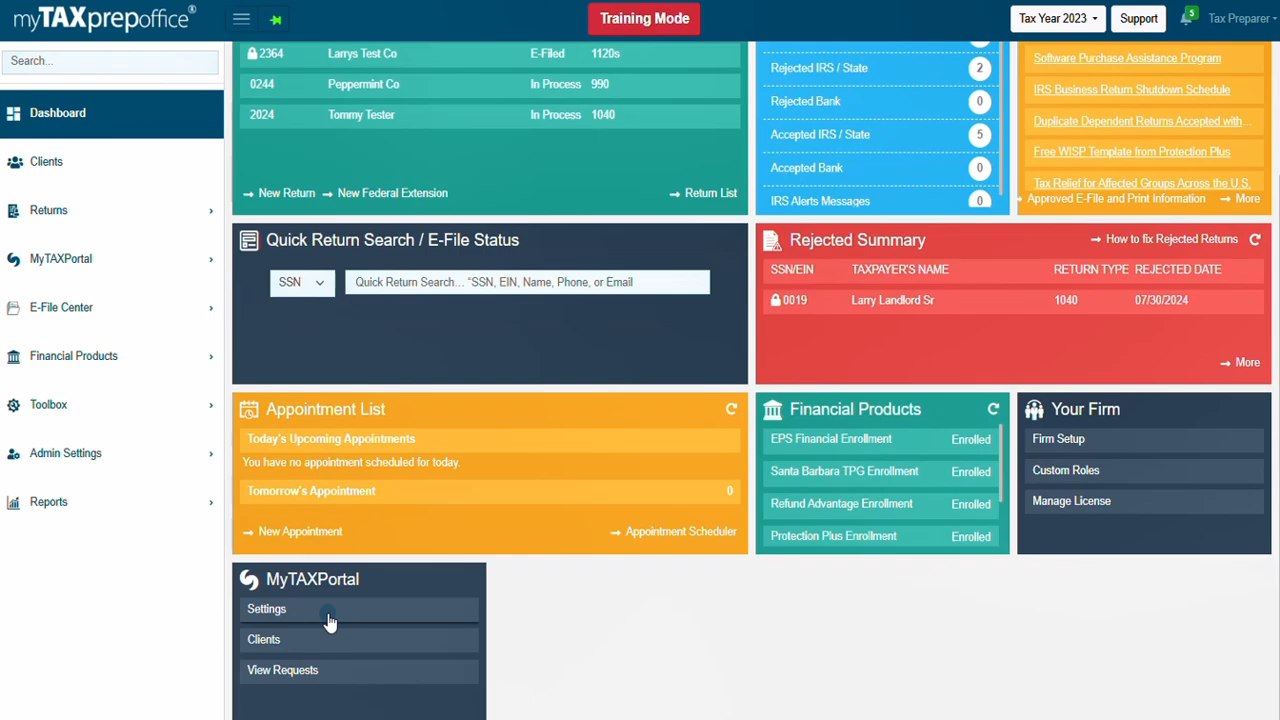 myTAXprepoffice®
Training Mode
Tax Year 2023
Support
5
Tax Preparer
Search...
Dashboard
Clients
Returns
MyTAXPortal
E-File Center
Financial Products
Toolbox
Admin Settings
Reports
2364 Larrys Test Co E-Filed 1120s
0244 Peppermint Co In Process 990
2024 Tommy Tester In Process 1040
→ New Return → New Federal Extension → Return List
Rejected IRS / State 2
Rejected Bank 0
Accepted IRS / State 5
Accepted Bank 0
IRS Alerts Messages 0
Software Purchase Assistance Program
IRS Business Return Shutdown Schedule
Duplicate Dependent Returns Accepted with...
Free WISP Template from Protection Plus
Tax Relief for Affected Groups Across the U.S.
Approved E-File and Print Information → More
Quick Return Search / E-File Status
SSN Quick Return Search... "SSN, EIN, Name, Phone, or Email
Rejected Summary → How to fix Rejected Returns
SSN/EIN TAXPAYER'S NAME RETURN TYPE REJECTED DATE
0019 Larry Landlord Sr 1040 07/30/2024
→ More
Appointment List
Today's Upcoming Appointments
You have no appointment scheduled for today.
Tomorrow's Appointment 0
→ New Appointment → Appointment Scheduler
Financial Products
EPS Financial Enrollment Enrolled
Santa Barbara TPG Enrollment Enrolled
Refund Advantage Enrollment Enrolled
Protection Plus Enrollment Enrolled
Your Firm
Firm Setup
Custom Roles
Manage License
MyTAXPortal
Settings
Clients
View Requests